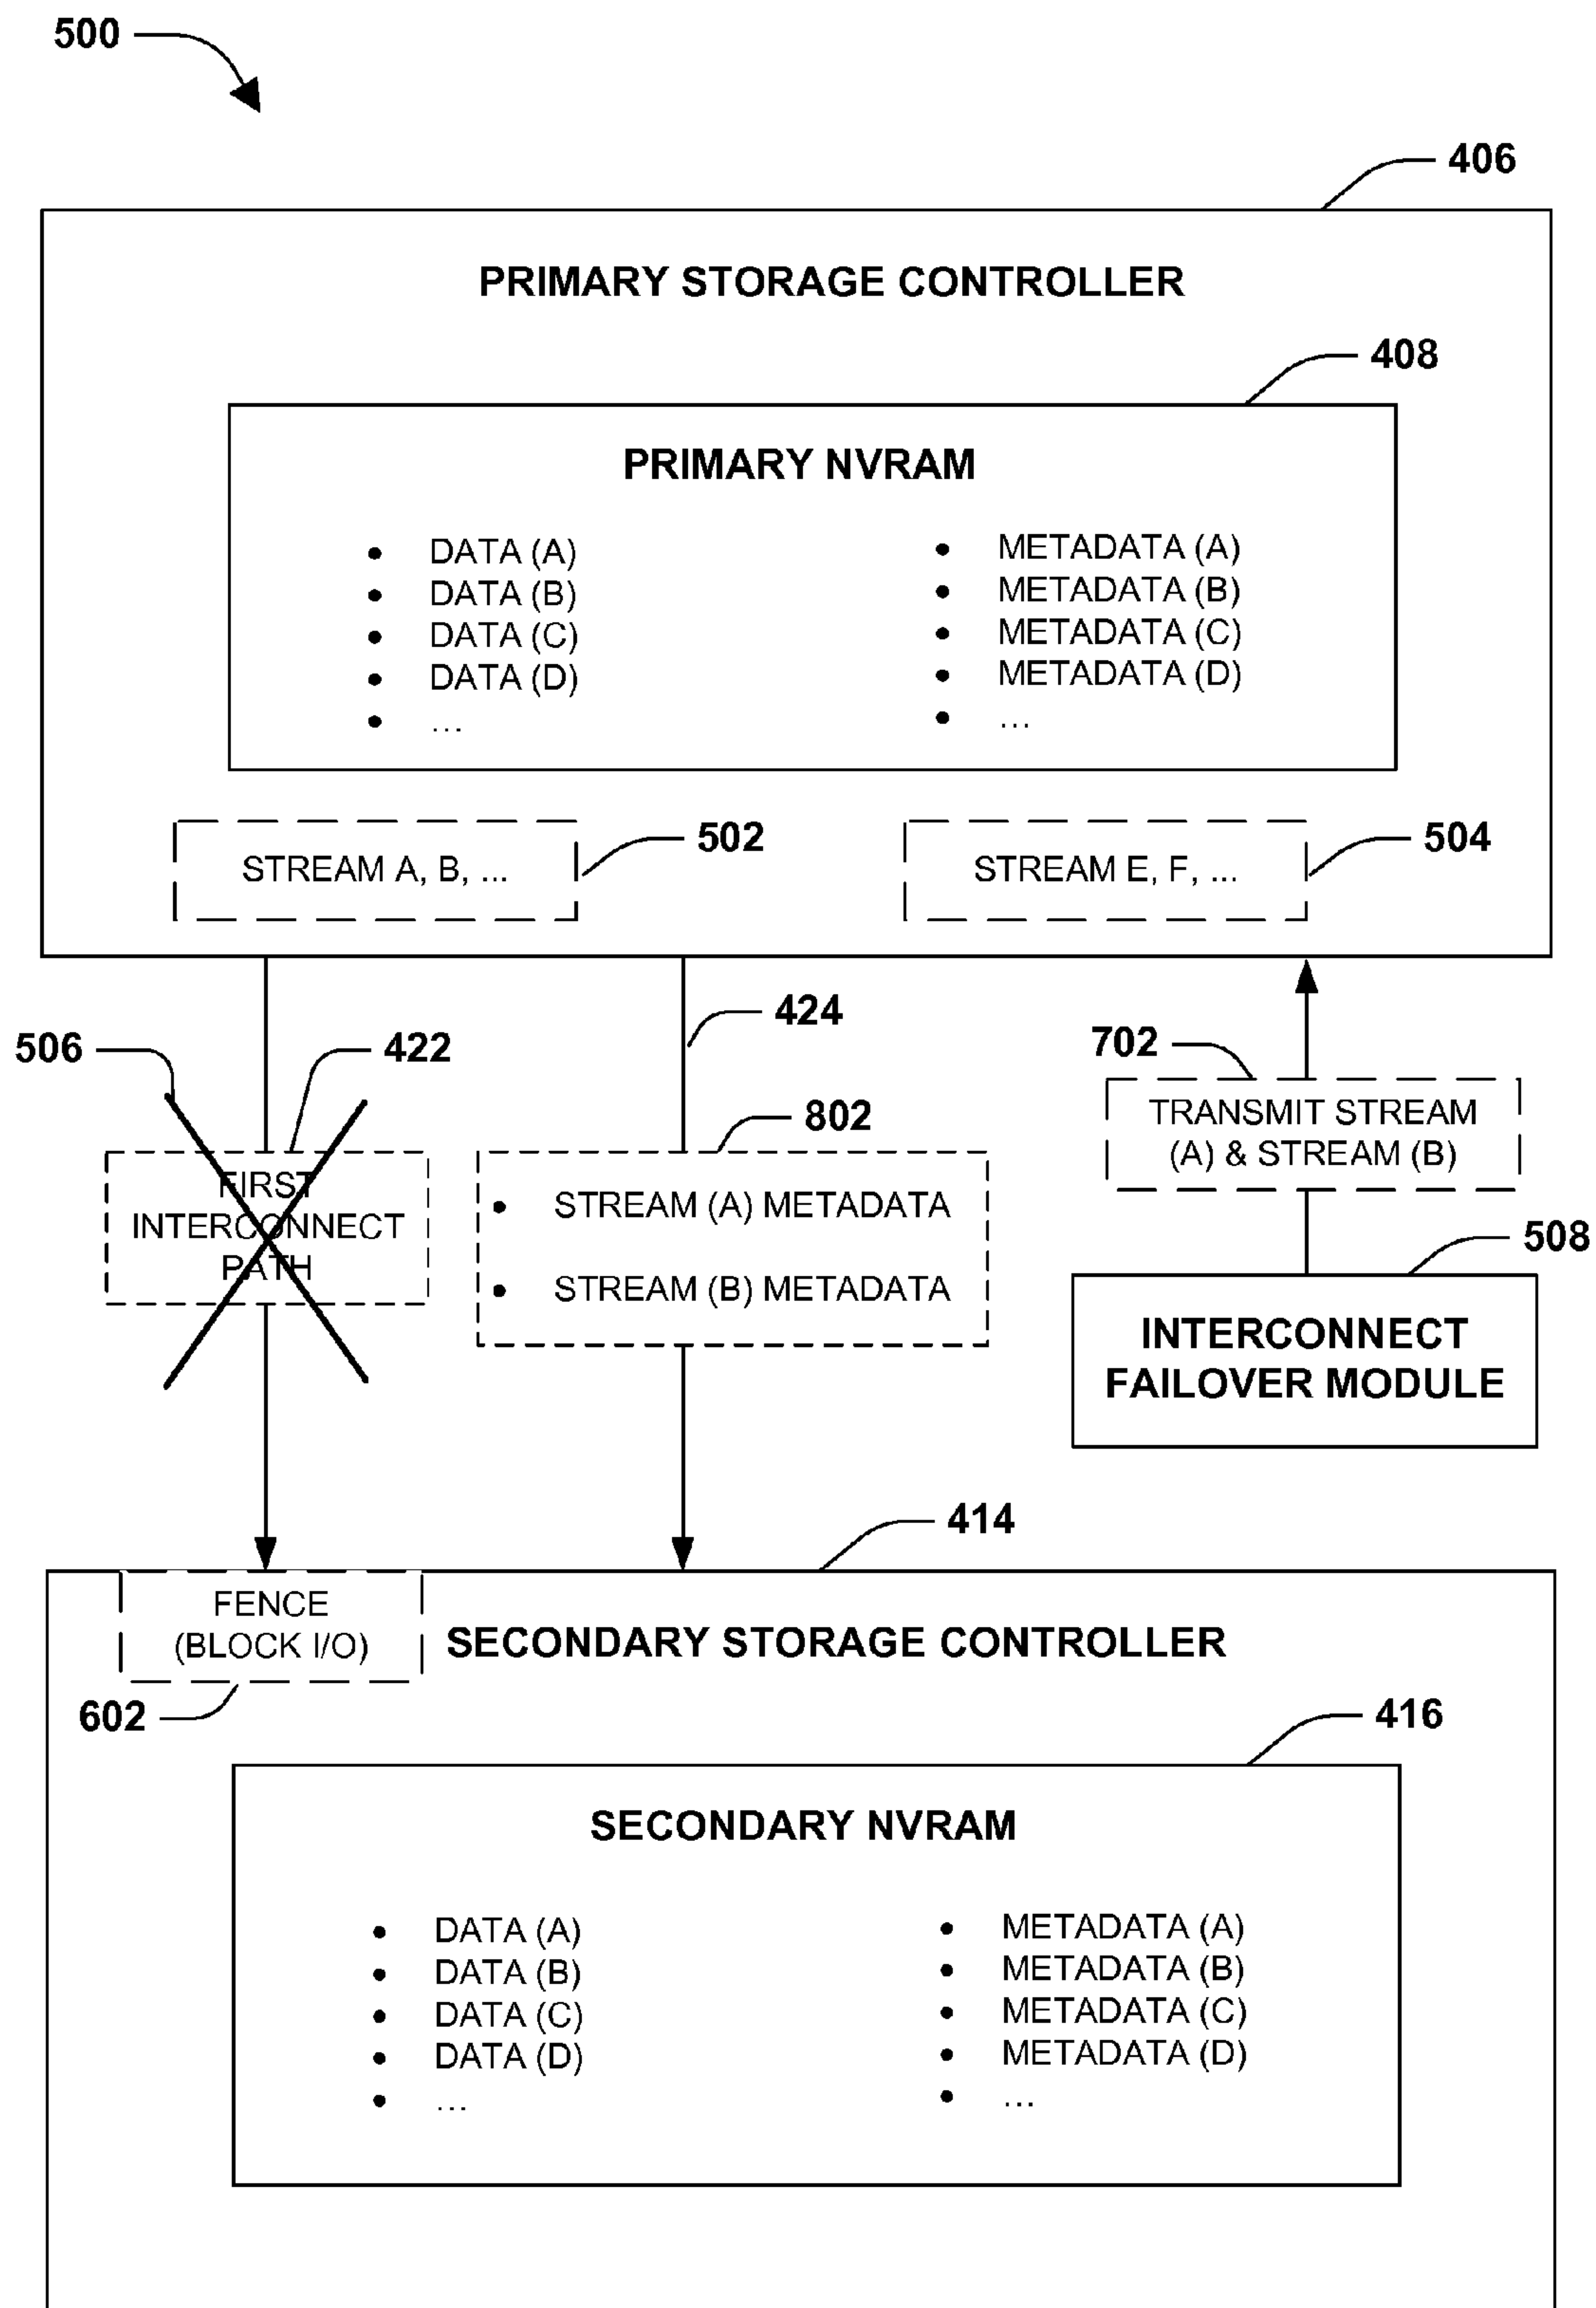 500
406
PRIMARY STORAGE CONTROLLER
408
PRIMARY NVRAM
• DATA (A)
• DATA (B)
• DATA (C)
• DATA (D)
• ...
• METADATA (A)
• METADATA (B)
• METADATA (C)
• METADATA (D)
• ...
STREAM A, B, ...
502
STREAM E, F, ...
504
506
422
FIRST
INTERCONNECT
PATH
424
802
• STREAM (A) METADATA
• STREAM (B) METADATA
702
TRANSMIT STREAM
(A) & STREAM (B)
508
INTERCONNECT
FAILOVER MODULE
414
FENCE
(BLOCK I/O)
602
SECONDARY STORAGE CONTROLLER
416
SECONDARY NVRAM
• DATA (A)
• DATA (B)
• DATA (C)
• DATA (D)
• ...
• METADATA (A)
• METADATA (B)
• METADATA (C)
• METADATA (D)
• ...